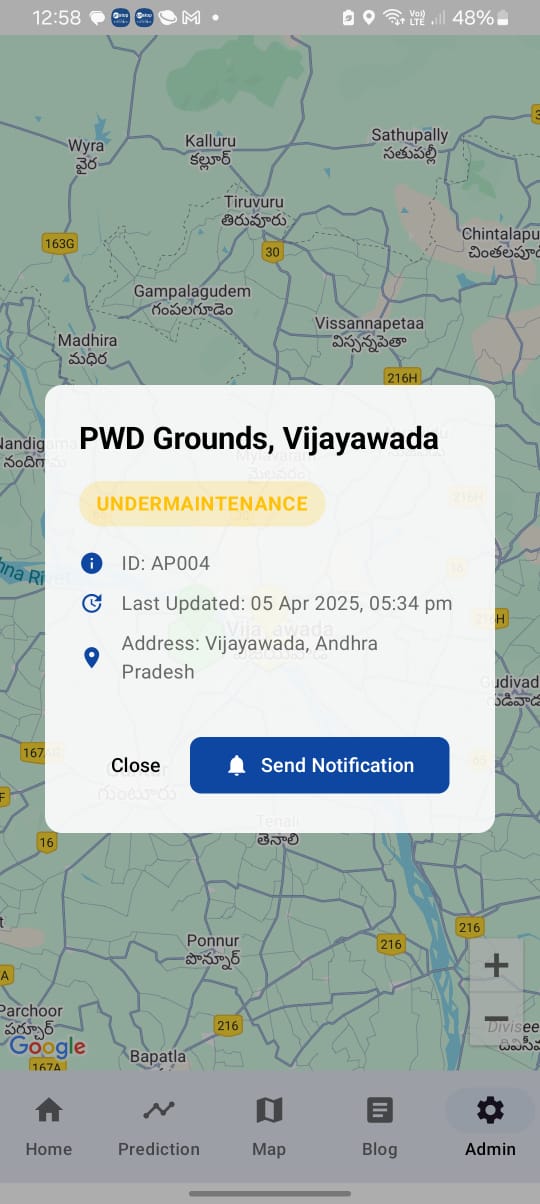 12:58
Vo))
LTE
48%
Wyra
వైర
Kalluru
కల్లూర్
Sathupally
సతుపల్లీ
Tiruvuru
తిరువూరు
163G
30
Chintalapu
Gampalagudem
గంపలగూడెం
Vissannapetaa
విస్సన్నపెతా
Madhira
మధిర
216H
PWD Grounds, Vijayawada
UNDERMAINTENANCE
ID: AP004
Last Updated: 05 Apr 2025, 05:34 pm
Address: Vijayawada, Andhra
Pradesh
Close
Send Notification
16
Tenali
తెనాలి
216
216
Ponnur
పొన్నూర్
Parchoor
పర్చూర్
216
Google
167A
Bapatla
Home
Prediction
Map
Blog
Admin